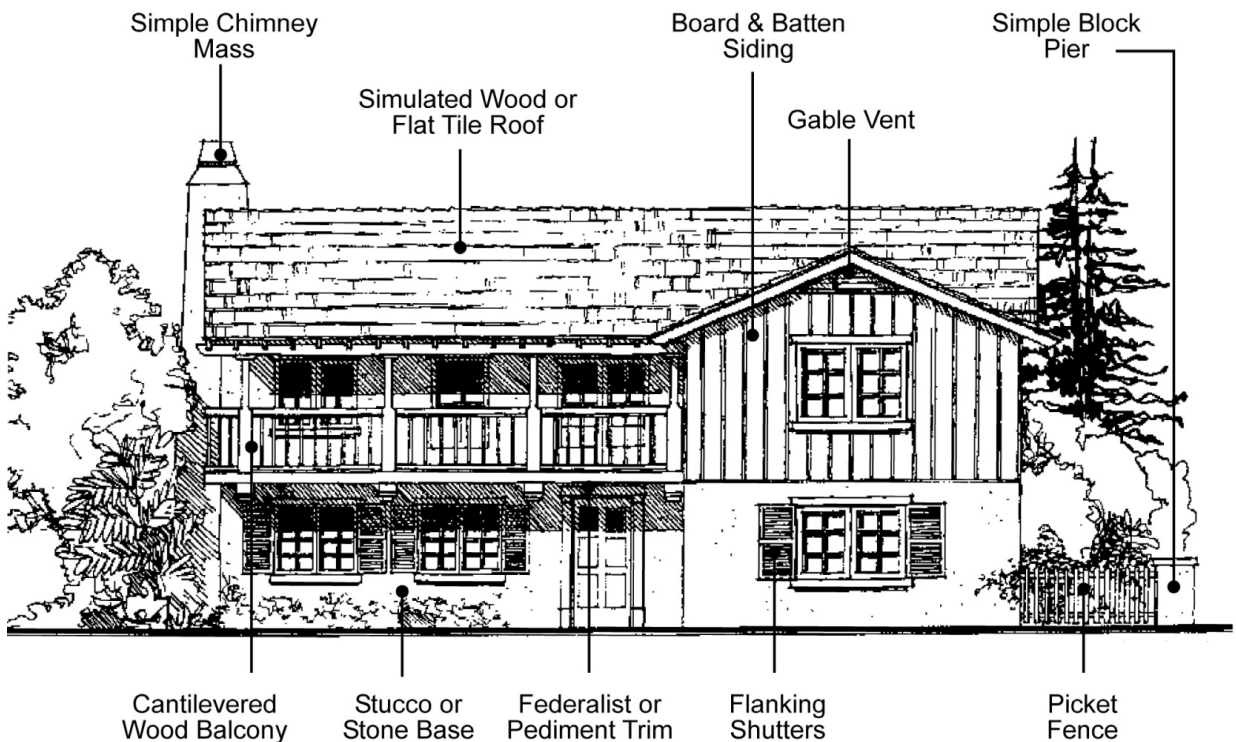 Simple Chimney
Mass
Board & Batten
Siding
Simple Block
Pier
Simulated Wood or
Flat Tile Roof
Gable Vent
Cantilevered
Wood Balcony
Stucco or
Stone Base
Federalist or
Pediment Trim
Flanking
Shutters
Picket
Fence